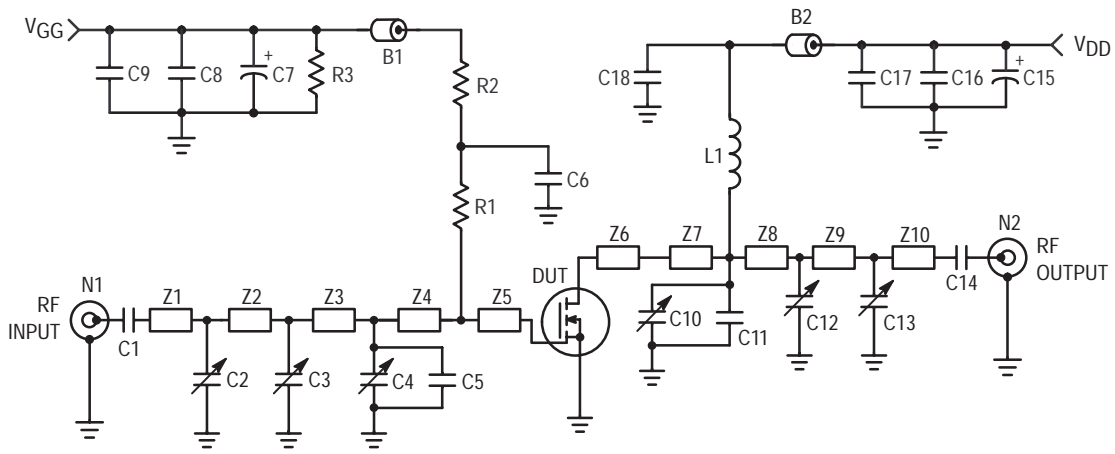 VGG
B1
C9
C8
+
C7
R3
R2
C6
R1
B2
VDD
C18
C17
C16
+
C15
L1
N1
RF
INPUT
C1
Z1
Z2
Z3
Z4
Z5
C2
C3
C4
C5
DUT
Z6
Z7
Z8
Z9
Z10
N2
RF
OUTPUT
C14
C10
C11
C12
C13